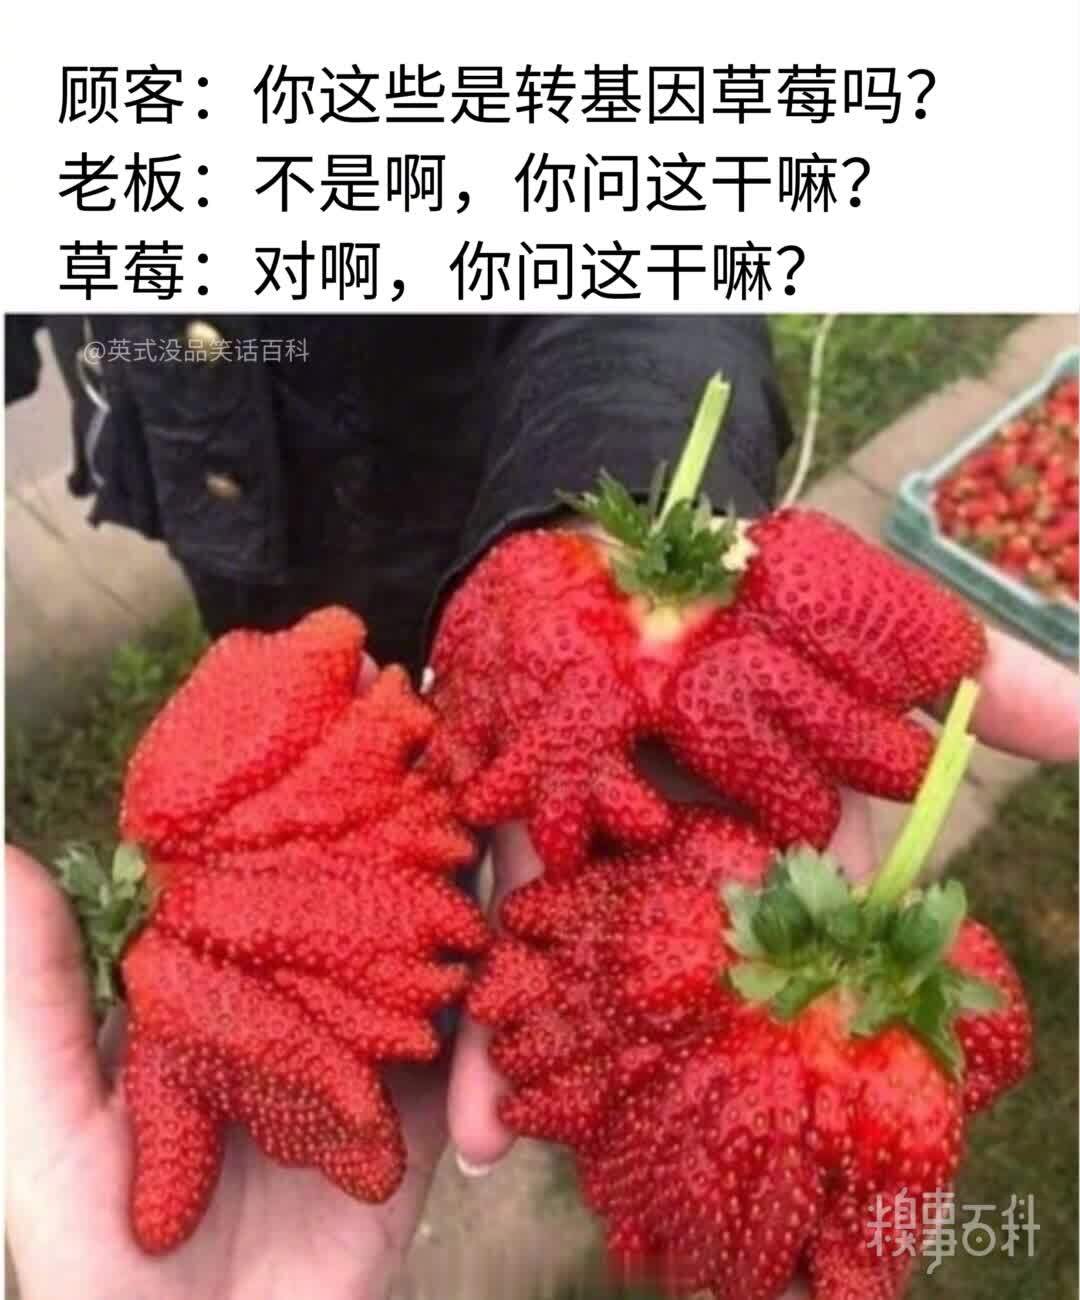 顾客：你这些是转基因草莓吗？
老板：不是啊，你问这干嘛？
草莓：对啊，你问这干嘛？
@英式没品笑话百科
糗事百科